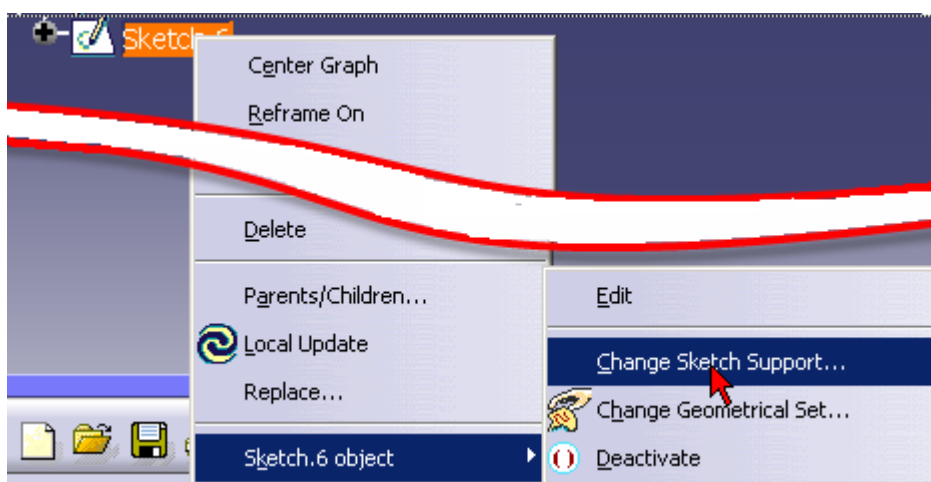 Sketch.6
Center Graph
Reframe On
Delete
Parents/Children...
Local Update
Replace...
Sketch.6 object
Edit
Change Sketch Support...
Change Geometrical Set...
Deactivate